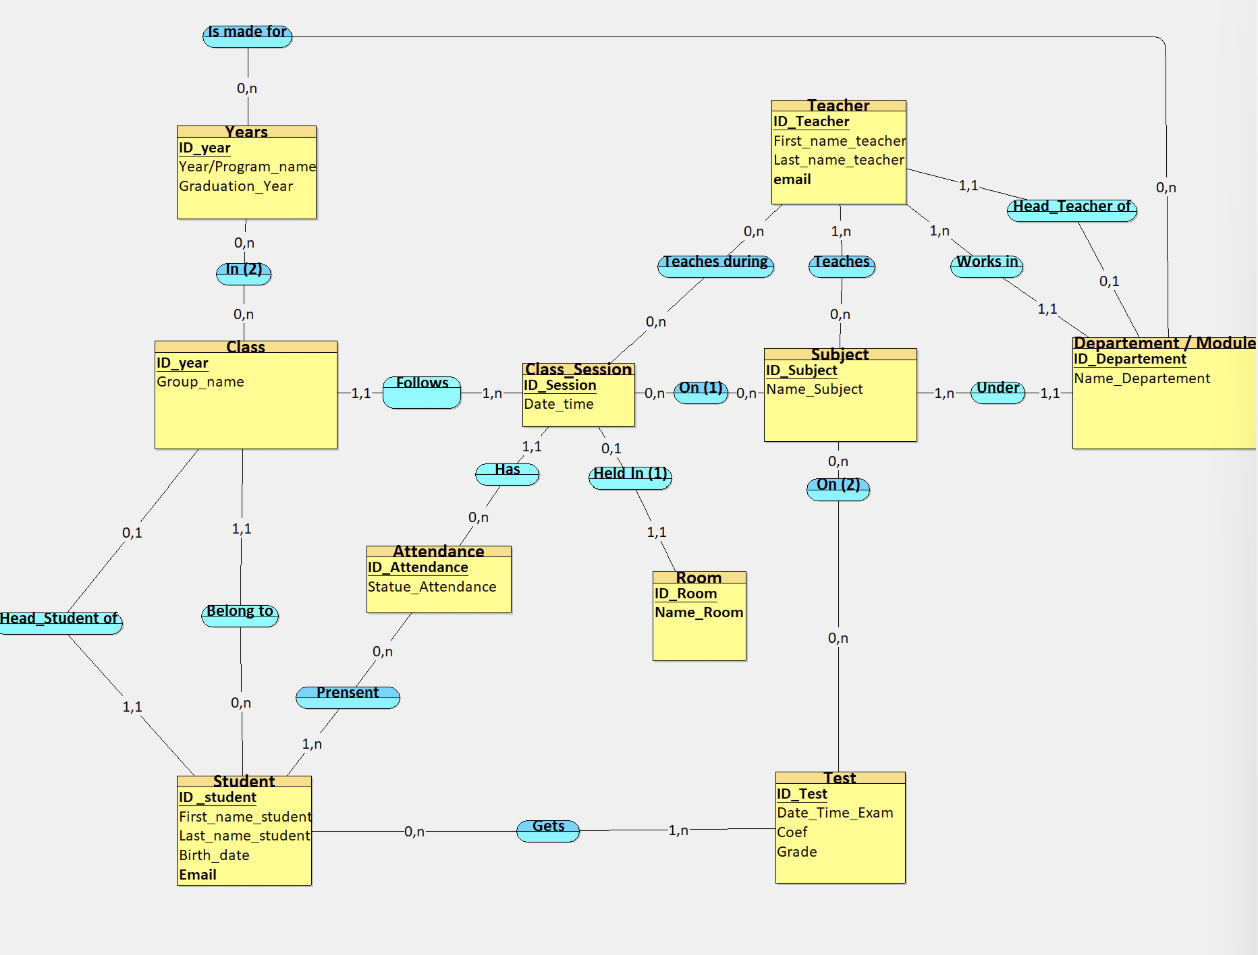 Is made for
0,n
Years
ID_year
Year/Program_name
Graduation_Year
0,n
In (2)
0,n
Teacher
ID_Teacher
First_name_teacher
Last_name_teacher
email
1,1
Head_Teacher of
0,n
0,n
Teaches during
1,n
Teaches
1,n
Works in
0,1
1,1
0,n
0,n
Class
ID_year
Group_name
1,1
Follows
1,n
Class_Session
ID_Session
Date_time
0,n
On (1)
0,n
Subject
ID_Subject
Name_Subject
1,n
Under
1,1
Departement / Module
ID_Departement
Name_Departement
1,1
Has
0,n
0,1
Held In (1)
1,1
0,n
On (2)
0,n
0,1
Head_Student of
1,1
1,1
Belong to
0,n
Attendance
ID_Attendance
Statue_Attendance
0,n
Prensent
1,n
Room
ID_Room
Name_Room
Student
ID _student
First_name_student
Last_name_student
Birth_date
Email
0,n
Gets
1,n
Test
ID_Test
Date_Time_Exam
Coef
Grade